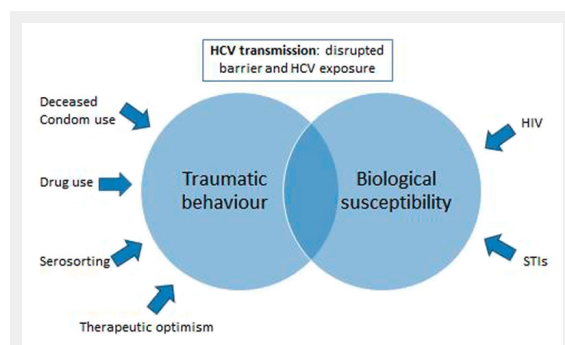 HCV transmission: disrupted
barrier and HCV exposure
Deceased
Condom use
Drug use
Serosorting
Therapeutic optimism
Traumatic
behaviour
Biological
susceptibility
HIV
STIs